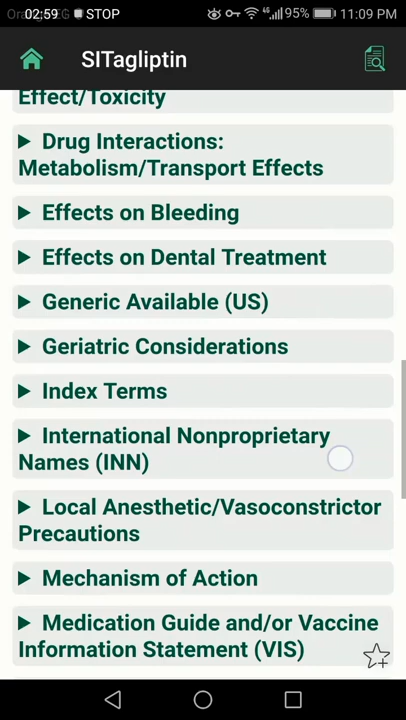 02:59 STOP 95% 11:09 PM
SITagliptin
Effect/Toxicity
Drug Interactions:
Metabolism/Transport Effects
Effects on Bleeding
Effects on Dental Treatment
Generic Available (US)
Geriatric Considerations
Index Terms
International Nonproprietary
Names (INN)
Local Anesthetic/Vasoconstrictor
Precautions
Mechanism of Action
Medication Guide and/or Vaccine
Information Statement (VIS)